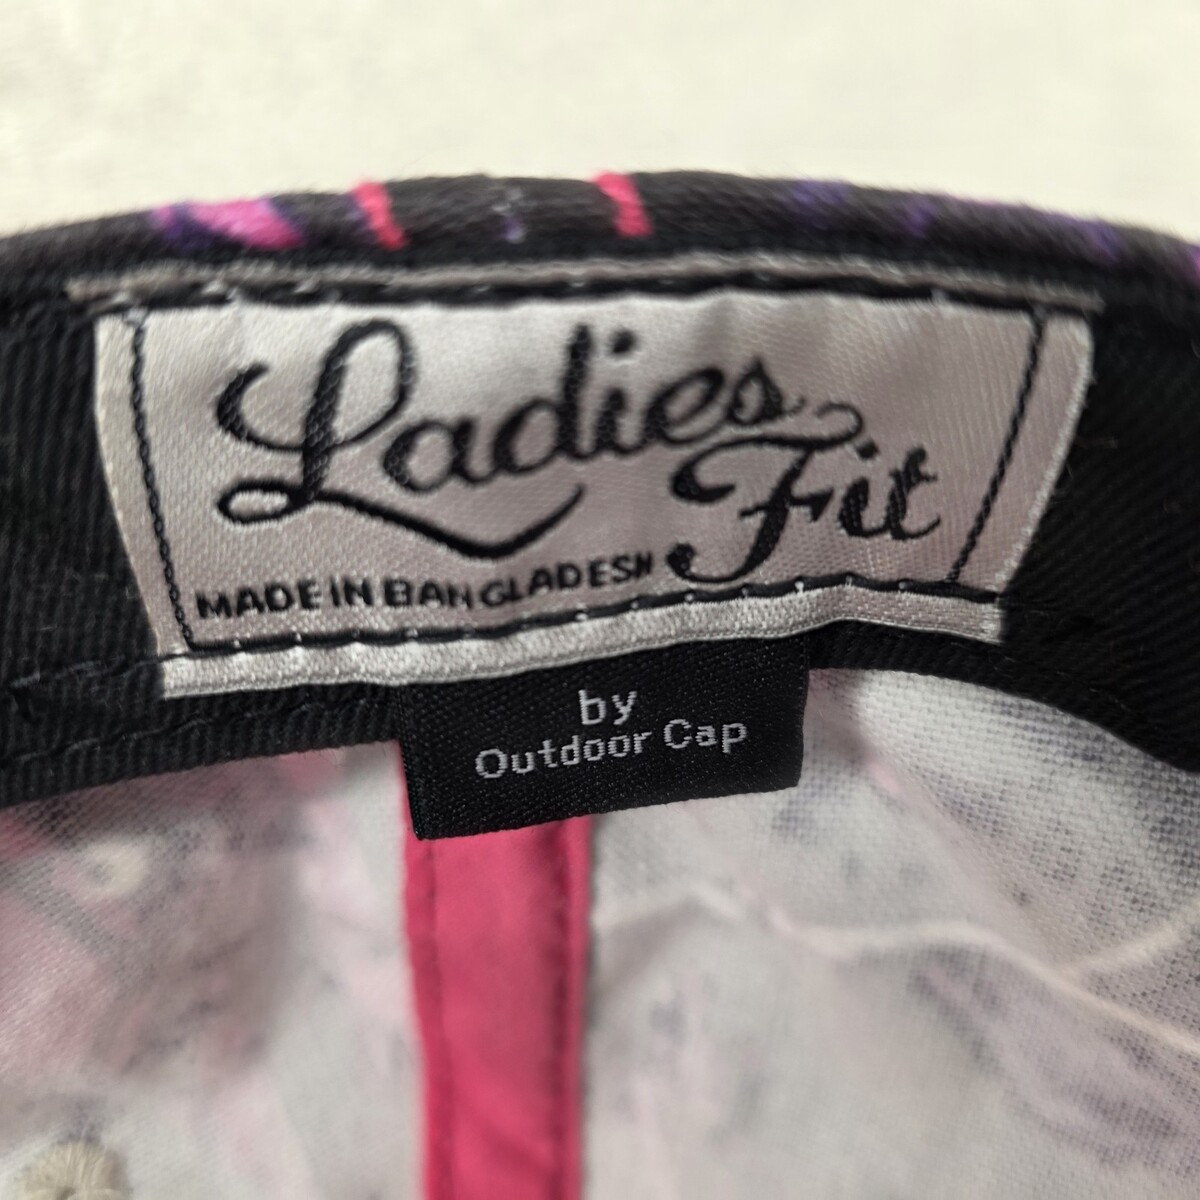 Ladies
Fit
MADE IN BANGLADESH
by
Outdoor Cap